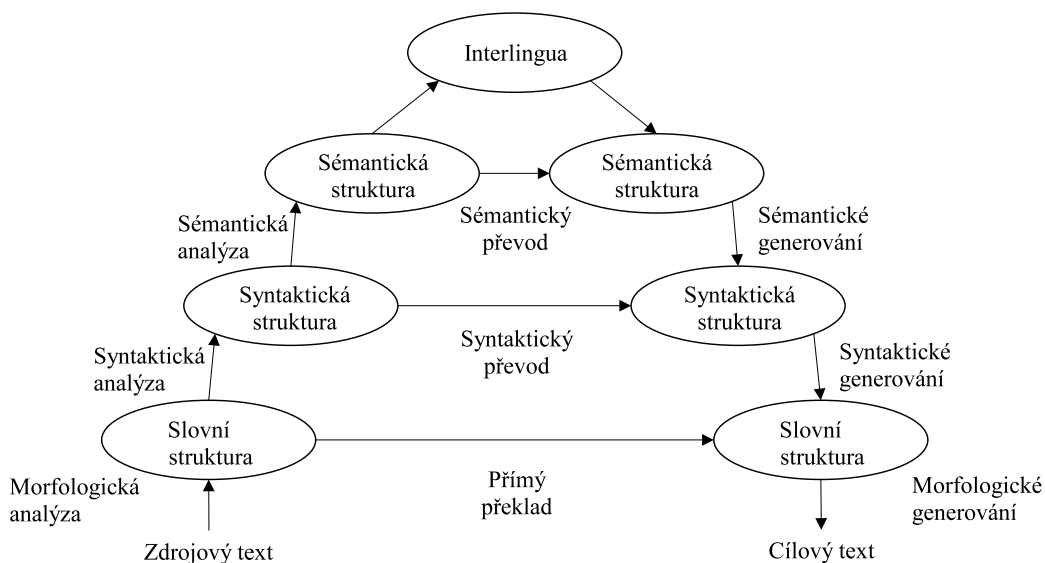 Interlingua
Sémantická
struktura
Sémantická
struktura
Sémantická
analýza
Sémantický
převod
Sémantické
generování
Syntaktická
struktura
Syntaktická
struktura
Syntaktická
analýza
Syntaktický
převod
Syntaktické
generování
Slovní
struktura
Slovní
struktura
Morfologická
analýza
Přímý
překlad
Morfologické
generování
Zdrojový text
Cílový text